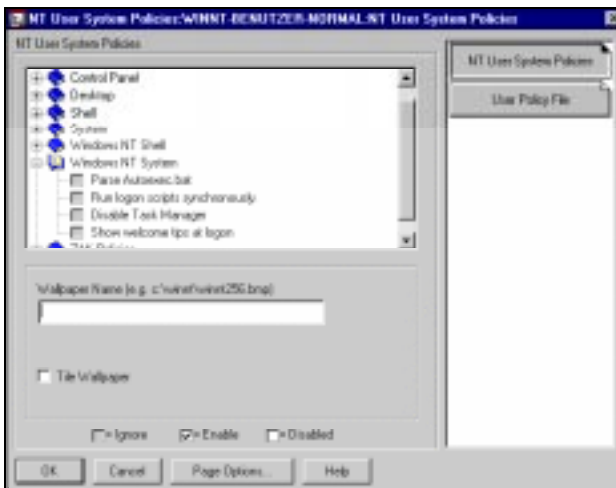 NT User System Policies:WINNT-BENUTZER-NORMAL:NT User System Policies
NT User System Policies
Control Panel
Desktop
Shell
System
Windows NT Shell
Windows NT System
Parse Autoexec.bat
Run logon scripts synchronously
Disable Task Manager
Show welcome tips at logon
ZAK Policies
Wallpaper Name (e.g. c:\winnt\winnt256.bmp)
Tile Wallpaper
= Ignore
= Enable
= Disabled
OK
Cancel
Page Options...
Help
NT User System Policies
User Policy File